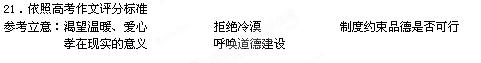 21．依照高考作文评分标准
参考立意：渴望温暖、爱心 拒绝冷漠 制度约束品德是否可行
孝在现实的意义 呼唤道德建设